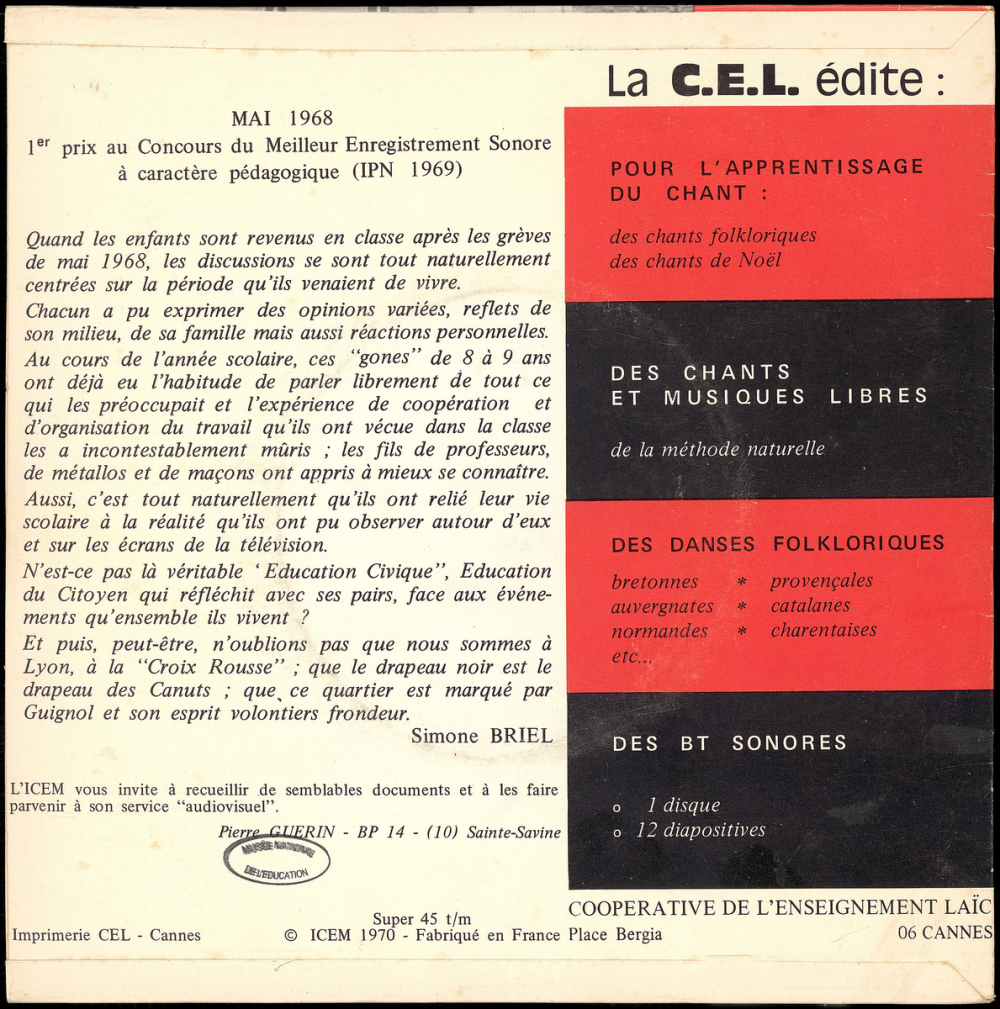 MAI 1968
1er prix au Concours du Meilleur Enregistrement Sonore
à caractère pédagogique (IPN 1969)
Quand les enfants sont revenus en classe après les grèves
de mai 1968, les discussions se sont tout naturellement
centrées sur la période qu'ils venaient de vivre.
Chacun a pu exprimer des opinions variées, reflets de
son milieu, de sa famille mais aussi réactions personnelles.
Au cours de l'année scolaire, ces "gones" de 8 à 9 ans
ont déjà eu l'habitude de parler librement de tout ce
qui les préoccupait et l'expérience de coopération et
d'organisation du travail qu'ils ont vécue dans la classe
les a incontestablement mûris ; les fils de professeurs,
de métallos et de maçons ont appris à mieux se connaître.
Aussi, c'est tout naturellement qu'ils ont relié leur vie
scolaire à la réalité qu'ils ont pu observer autour d'eux
et sur les écrans de la télévision.
N'est-ce pas là véritable ‘Education Civique", Education
du Citoyen qui réfléchit avec ses pairs, face aux événe-
ments qu'ensemble ils vivent ?
Et puis, peut-être, n'oublions pas que nous sommes à
Lyon, à la "Croix Rousse" ; que le drapeau noir est le
drapeau des Canuts ; que ce quartier est marqué par
Guignol et son esprit volontiers frondeur.
Simone BRIEL
L'ICEM vous invite à recueillir de semblables documents et à les faire
parvenir à son service "audiovisuel".
Pierre GUERIN - BP 14 - (10) Sainte-Savine
MUSÉE NATIONAL
DE L'EDUCATION
Super 45 t/m
Imprimerie CEL - Cannes
© ICEM 1970 - Fabriqué en France
La C.E.L. édite :
POUR L'APPRENTISSAGE
DU CHANT :
des chants folkloriques
des chants de Noël
DES CHANTS
ET MUSIQUES LIBRES
de la méthode naturelle
DES DANSES FOLKLORIQUES
bretonnes * provençales
auvergnates * catalanes
normandes * charentaises
etc...
DES BT SONORES
o 1 disque
o 12 diapositives
COOPERATIVE DE L'ENSEIGNEMENT LAÏC
Place Bergia 06 CANNES